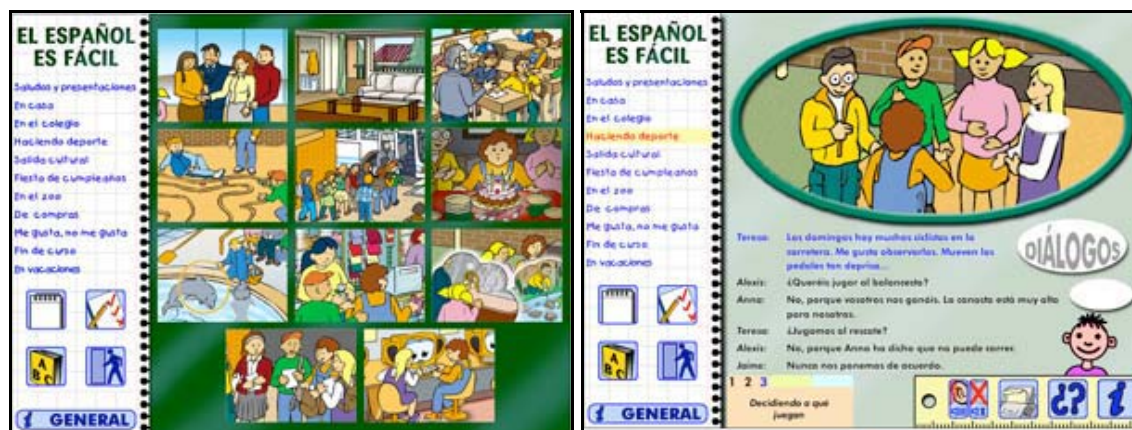 EL ESPAÑOL
ES FÁCIL
Saludos y presentaciones
En casa
En el colegio
Haciendo deporte
Salida cultural
Fiesta de cumpleaños
En el zoo
De compras
Me gusta, no me gusta
Fin de curso
En vacaciones
A
B
C
i GENERAL
EL ESPAÑOL
ES FÁCIL
Saludos y presentaciones
En casa
En el colegio
Haciendo deporte
Salida cultural
Fiesta de cumpleaños
En el zoo
De compras
Me gusta, no me gusta
Fin de curso
En vacaciones
A
B
C
i GENERAL
DIÁLOGOS
Teresa: Los domingos hay muchos ciclistas en la
carretera. Me gusta observarlos. Mueven los
pedales tan deprisa...
Alexis: ¿Queréis jugar al baloncesto?
Anna: No, porque vosotros nos ganáis. La canasta está muy alta
para nosotras.
Teresa: ¿Jugamos al rescate?
Alexis: No, porque Anna ha dicho que no puede correr.
Jaime: Nunca nos ponemos de acuerdo.
1 2 3
Decidiendo a qué
juegan
¿?
i